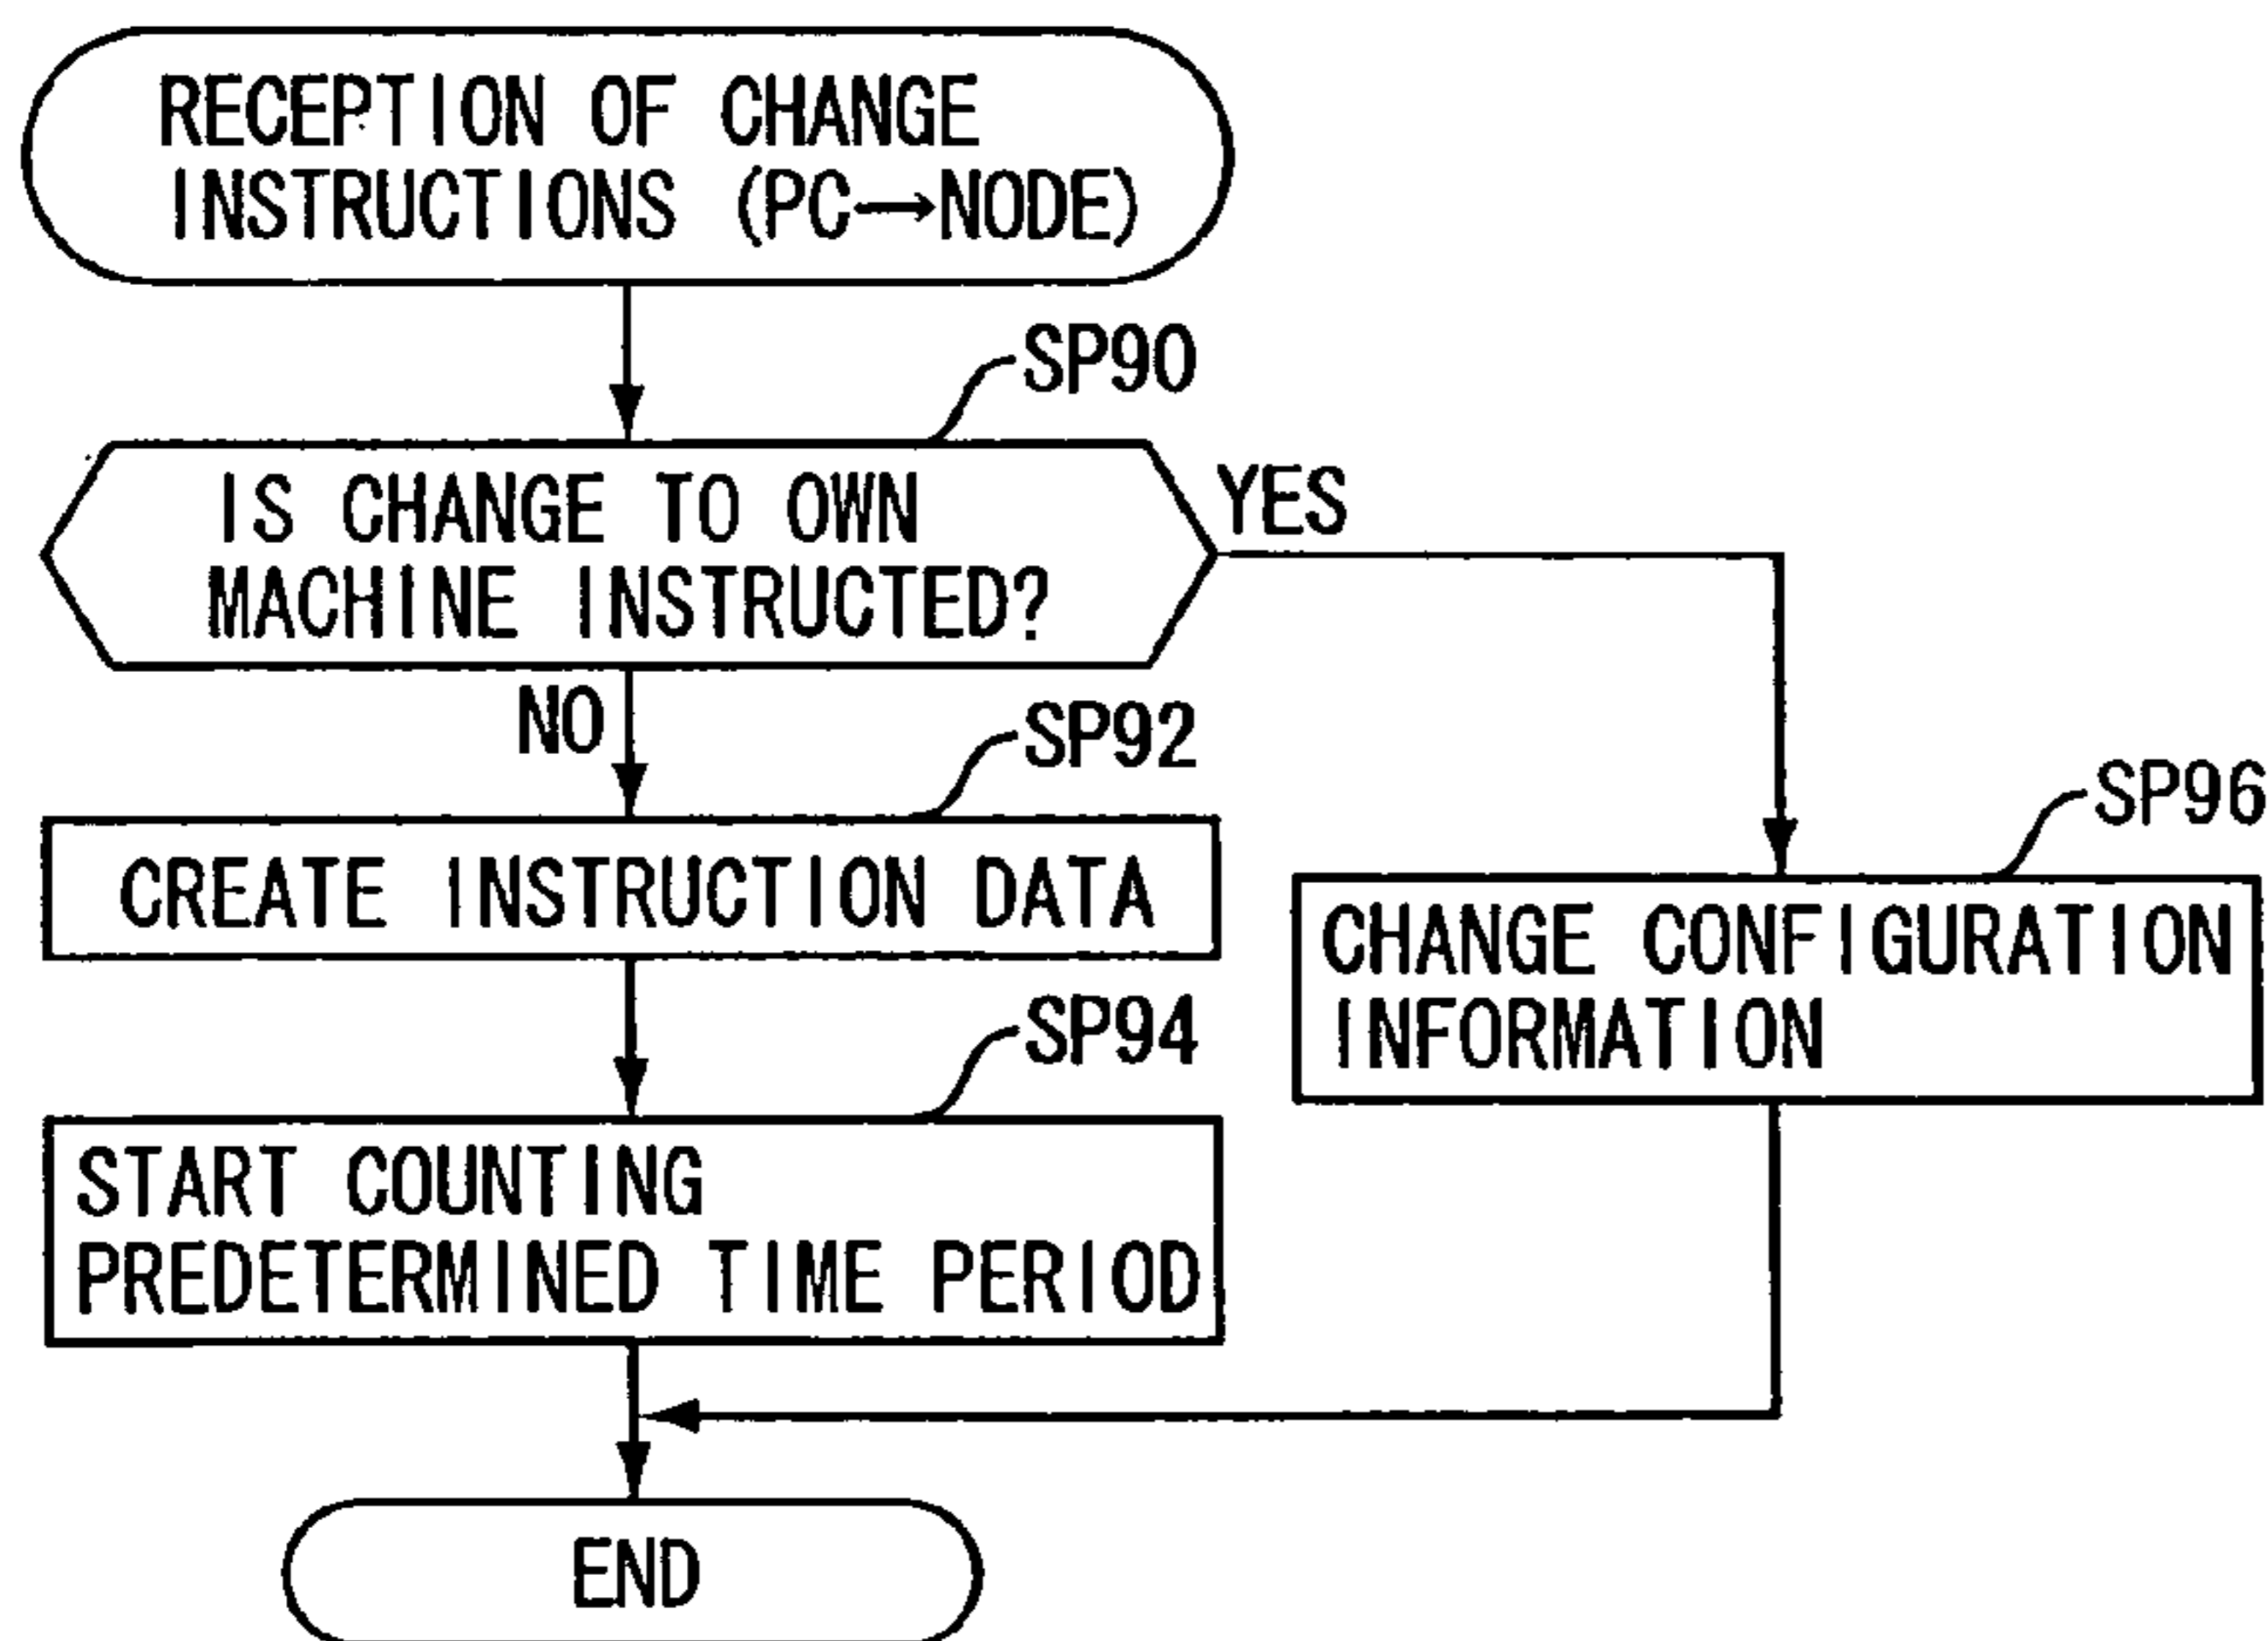 RECEPTION OF CHANGE
INSTRUCTIONS (PC→NODE)
SP90
IS CHANGE TO OWN
MACHINE INSTRUCTED?
YES
NO
SP92
CREATE INSTRUCTION DATA
SP96
CHANGE CONFIGURATION
INFORMATION
SP94
START COUNTING
PREDETERMINED TIME PERIOD
END